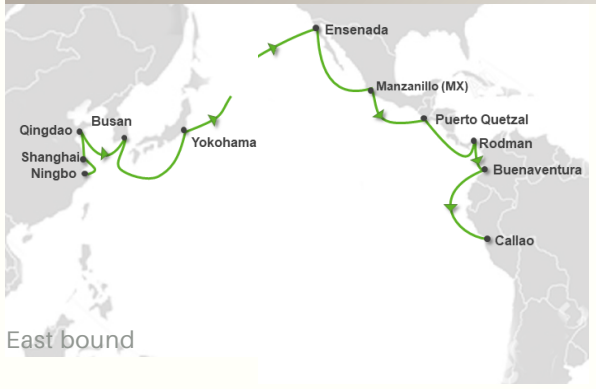 Ensenada
Manzanillo (MX)
Puerto Quetzal
Qingdao
Busan
Yokohama
Rodman
Shanghai
Ningbo
Buenaventura
Callao
East bound